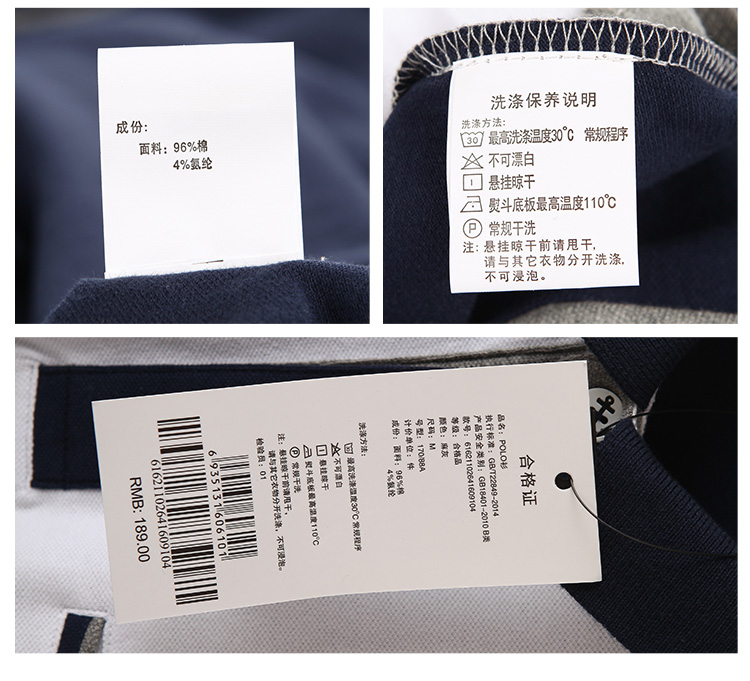 成份:
面料: 96%棉
4%氨纶
洗涤保养说明
洗涤方法:
30 最高洗涤温度30℃ 常规程序
不可漂白
悬挂晾干
熨斗底板最高温度110℃
P 常规干洗
注: 悬挂晾干前请甩干,
请与其它衣物分开洗涤,
不可浸泡。
合格证
品名: POLO衫
执行标准: GB/T22849-2014
产品安全类别: GB18401-2010 B类
款号: 61621102641609104
等级: 合格品
颜色: 麻灰
尺码: M
号型: 170/88A
计价单位: 件
成份: 面料: 96%棉
4%氨纶
洗涤方法:
最高洗涤温度30℃ 常规程序
不可漂白
悬挂晾干
熨斗底板最高温度110℃
P 常规干洗
注: 悬挂晾干前请甩干,
请与其它衣物分开洗涤, 不可浸泡。
检验员: 01
6935131606101
61621102641609104
RMB: 189.00